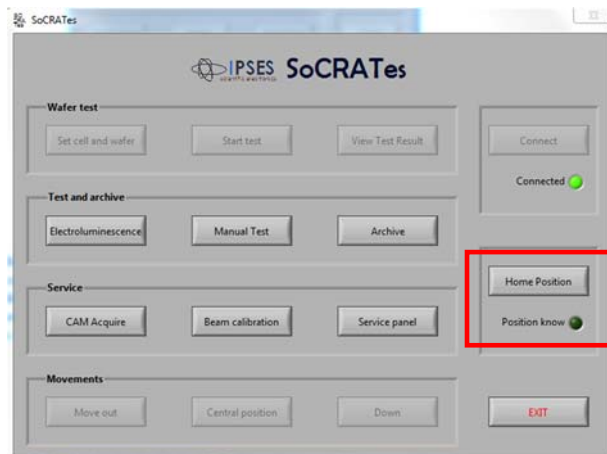 SoCRATes
IPSES SoCRATes
scientific electronics
Wafer test
Set cell and wafer
Start test
View Test Result
Connect
Connected
Test and archive
Electroluminescence
Manual Test
Archive
Home Position
Position know
Service
CAM Acquire
Beam calibration
Service panel
Movements
Move out
Central position
Down
EXIT